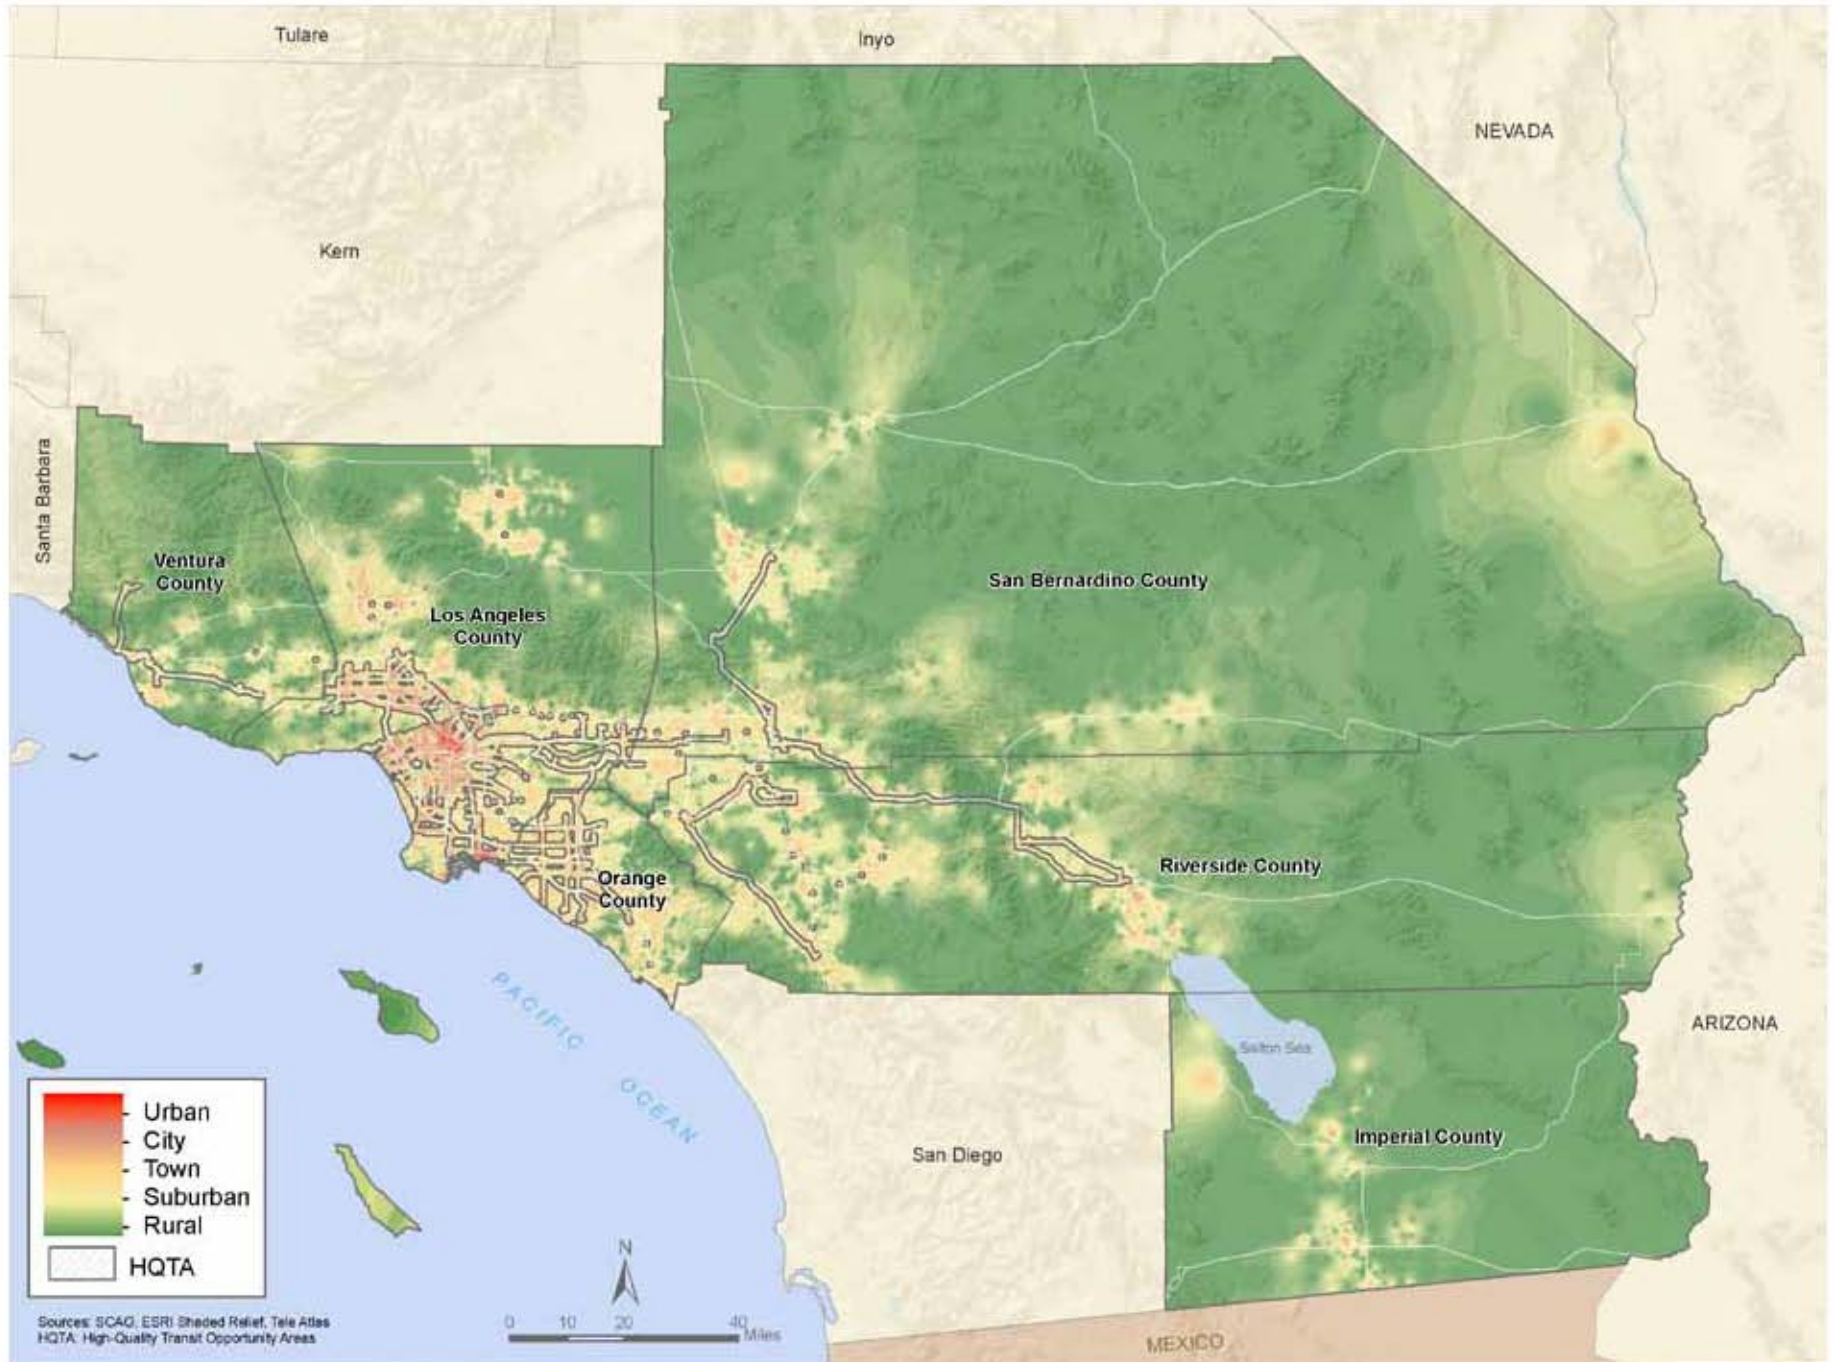 Tulare
Inyo
NEVADA
Kern
Santa Barbara
Ventura
County
Los Angeles
County
San Bernardino County
Orange
County
Riverside County
PACIFIC
OCEAN
ARIZONA
Salton Sea
San Diego
Imperial County
MEXICO
Urban
City
Town
Suburban
Rural
HQTA
N
0 10 20 40
Miles
Sources: SCAG, ESRI Shaded Relief, Tele Atlas
HQTA: High-Quality Transit Opportunity Areas